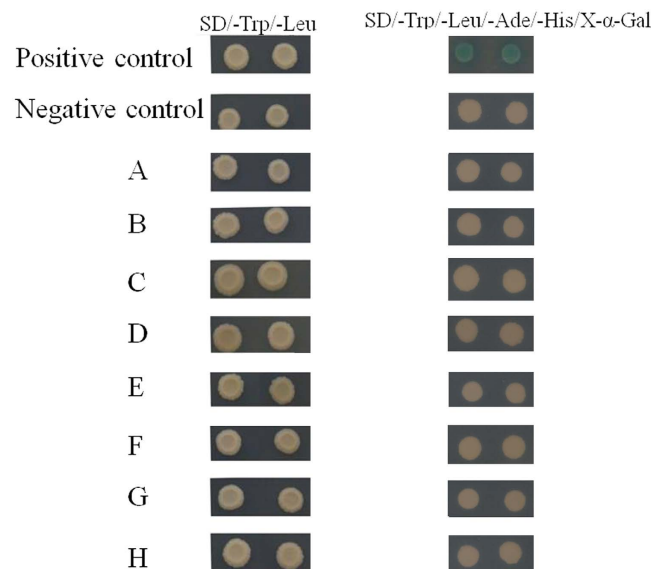 SD/-Trp/-Leu
SD/-Trp/-Leu/-Ade/-His/X-α-Gal
Positive control
Negative control
A
B
C
D
E
F
G
H